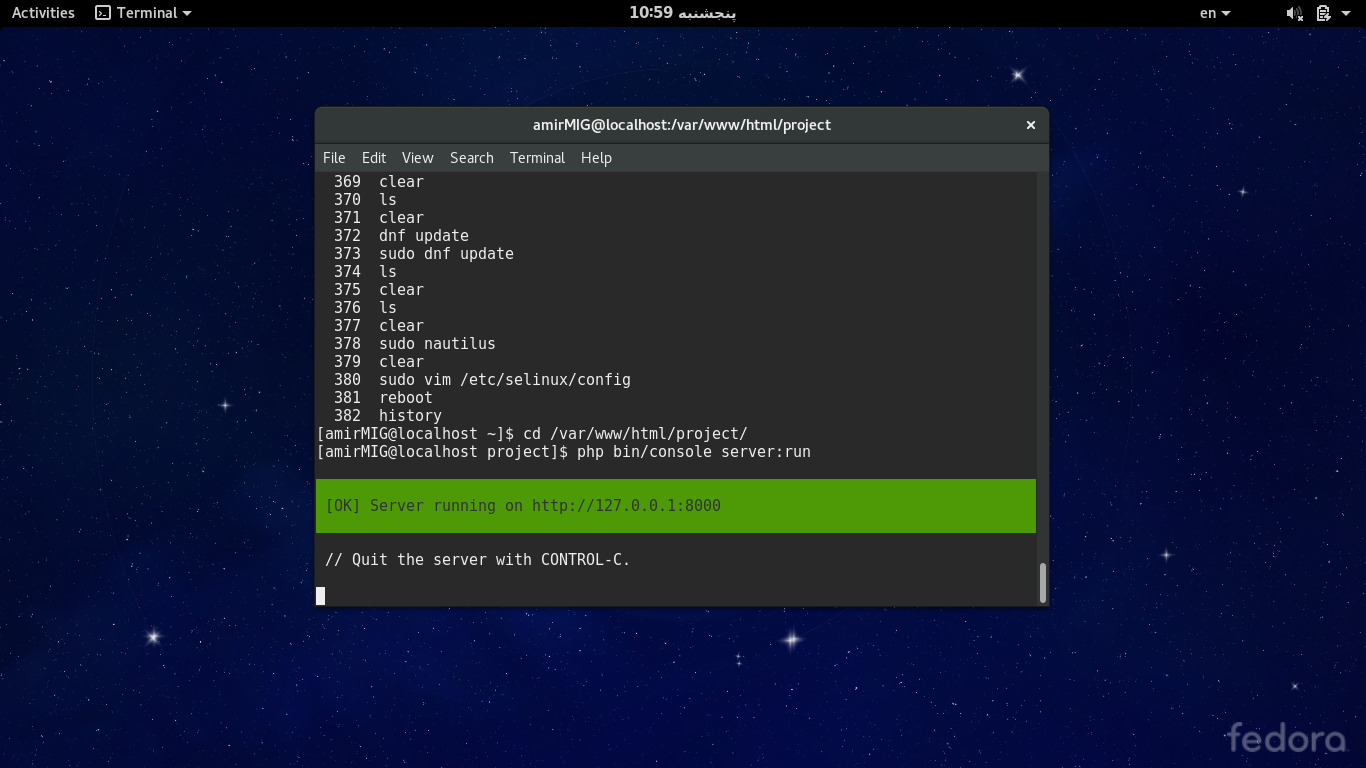 Activities Terminal پنجشنبه 10:59 en
amirMIG@localhost:/var/www/html/project ×
File Edit View Search Terminal Help
369 clear
370 ls
371 clear
372 dnf update
373 sudo dnf update
374 ls
375 clear
376 ls
377 clear
378 sudo nautilus
379 clear
380 sudo vim /etc/selinux/config
381 reboot
382 history
[amirMIG@localhost ~]$ cd /var/www/html/project/
[amirMIG@localhost project]$ php bin/console server:run
[OK] Server running on http://127.0.0.1:8000
// Quit the server with CONTROL-C.
fedora